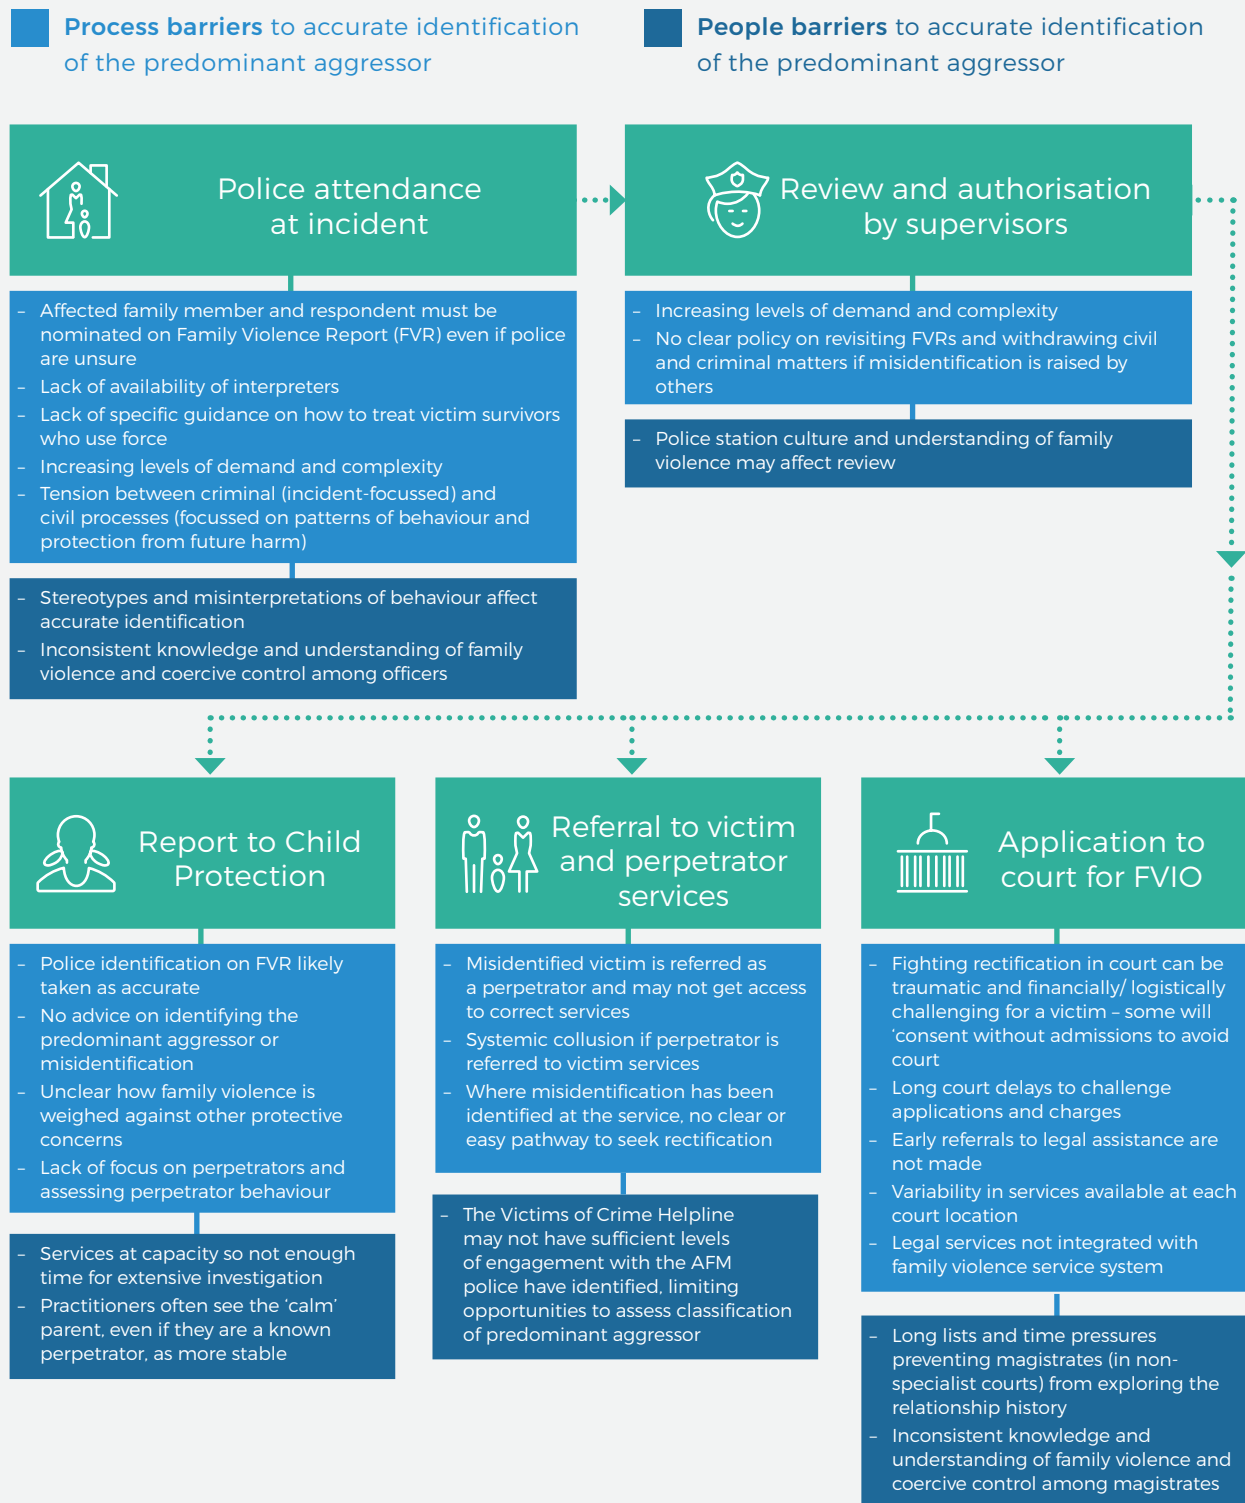 Process barriers to accurate identification
of the predominant aggressor
People barriers to accurate identification
of the predominant aggressor
Police attendance
at incident
Review and authorisation
by supervisors
– Affected family member and respondent must be
nominated on Family Violence Report (FVR) even if police
are unsure
– Lack of availability of interpreters
– Lack of specific guidance on how to treat victim survivors
who use force
– Increasing levels of demand and complexity
– Tension between criminal (incident-focussed) and
civil processes (focussed on patterns of behaviour and
protection from future harm)
– Stereotypes and misinterpretations of behaviour affect
accurate identification
– Inconsistent knowledge and understanding of family
violence and coercive control among officers
– Increasing levels of demand and complexity
– No clear policy on revisiting FVRs and withdrawing civil
and criminal matters if misidentification is raised by
others
– Police station culture and understanding of family
violence may affect review
Report to Child
Protection
– Police identification on FVR likely
taken as accurate
– No advice on identifying the
predominant aggressor or
misidentification
– Unclear how family violence is
weighed against other protective
concerns
– Lack of focus on perpetrators and
assessing perpetrator behaviour
– Services at capacity so not enough
time for extensive investigation
– Practitioners often see the ‘calm’
parent, even if they are a known
perpetrator, as more stable
Referral to victim
and perpetrator
services
– Misidentified victim is referred as
a perpetrator and may not get access
to correct services
– Systemic collusion if perpetrator is
referred to victim services
– Where misidentification has been
identified at the service, no clear or
easy pathway to seek rectification
– The Victims of Crime Helpline
may not have sufficient levels
of engagement with the AFM
police have identified, limiting
opportunities to assess classification
of predominant aggressor
Application to
court for FVIO
– Fighting rectification in court can be
traumatic and financially/ logistically
challenging for a victim – some will
‘consent without admissions to avoid
court
– Long court delays to challenge
applications and charges
– Early referrals to legal assistance are
not made
– Variability in services available at each
court location
– Legal services not integrated with
family violence service system
– Long lists and time pressures
preventing magistrates (in non-
specialist courts) from exploring the
relationship history
– Inconsistent knowledge and
understanding of family violence and
coercive control among magistrates